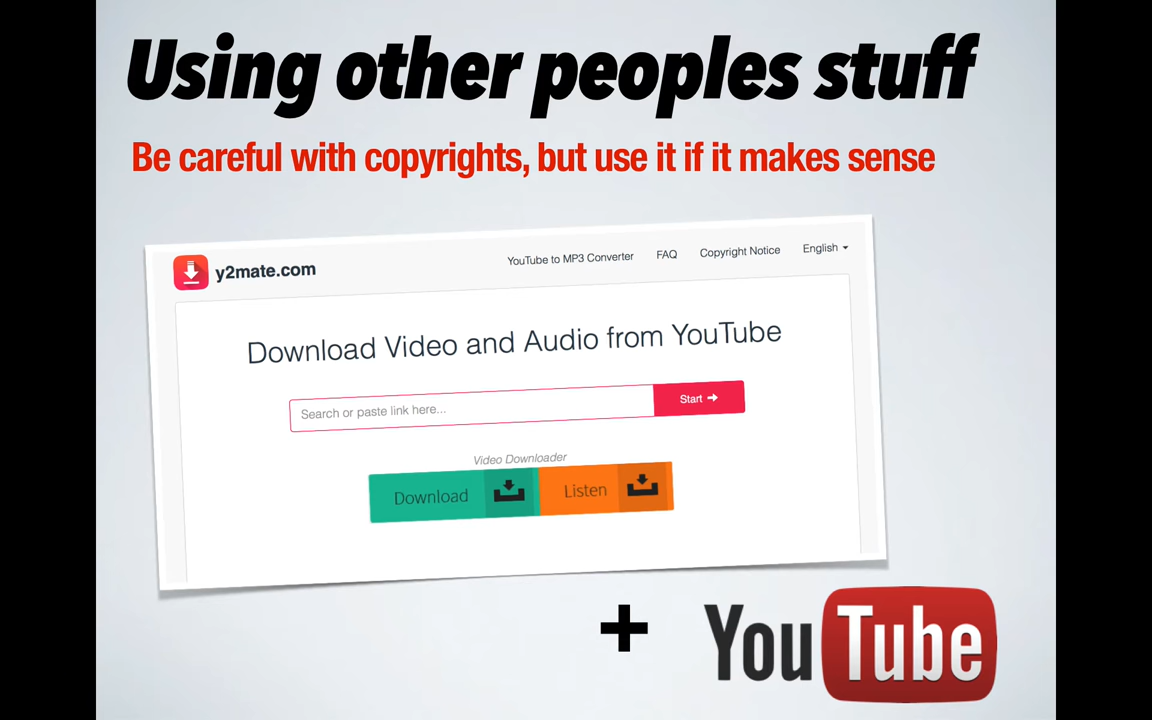 Using other peoples stuff
Be careful with copyrights, but use it if it makes sense
y2mate.com
YouTube to MP3 Converter FAQ Copyright Notice English
Download Video and Audio from YouTube
Search or paste link here... Start
Video Downloader
Download Listen
+ YouTube